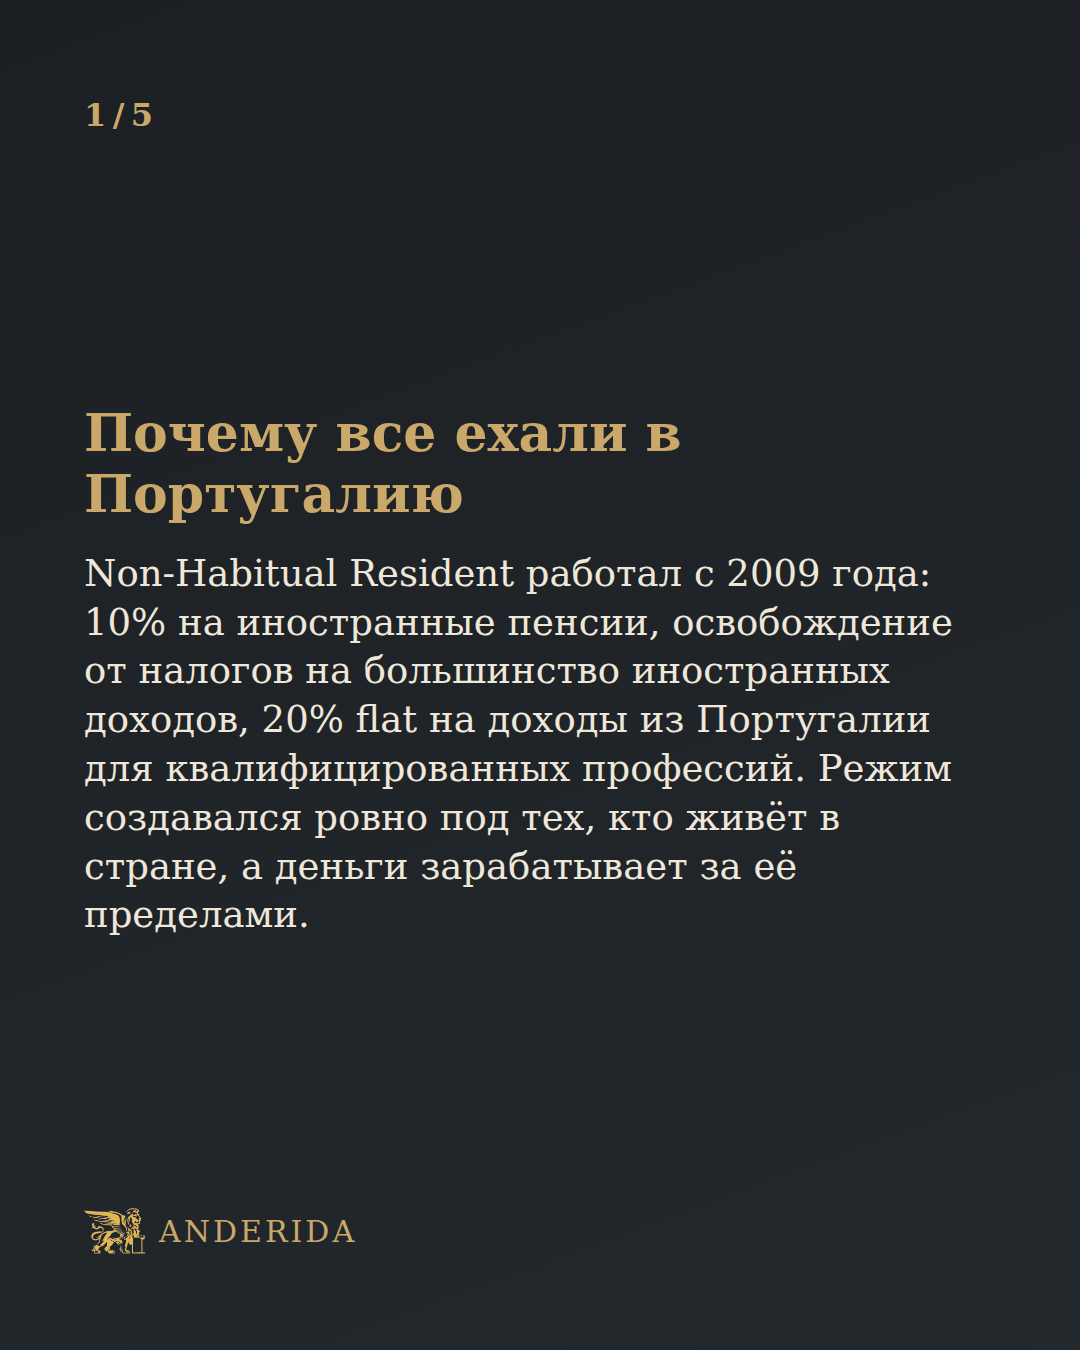 1/5
Почему все ехали в
Португалию
Non-Habitual Resident работал с 2009 года:
10% на иностранные пенсии, освобождение
от налогов на большинство иностранных
доходов, 20% flat на доходы из Португалии
для квалифицированных профессий. Режим
создавался ровно под тех, кто живёт в
стране, а деньги зарабатывает за её
пределами.
ANDERIDA